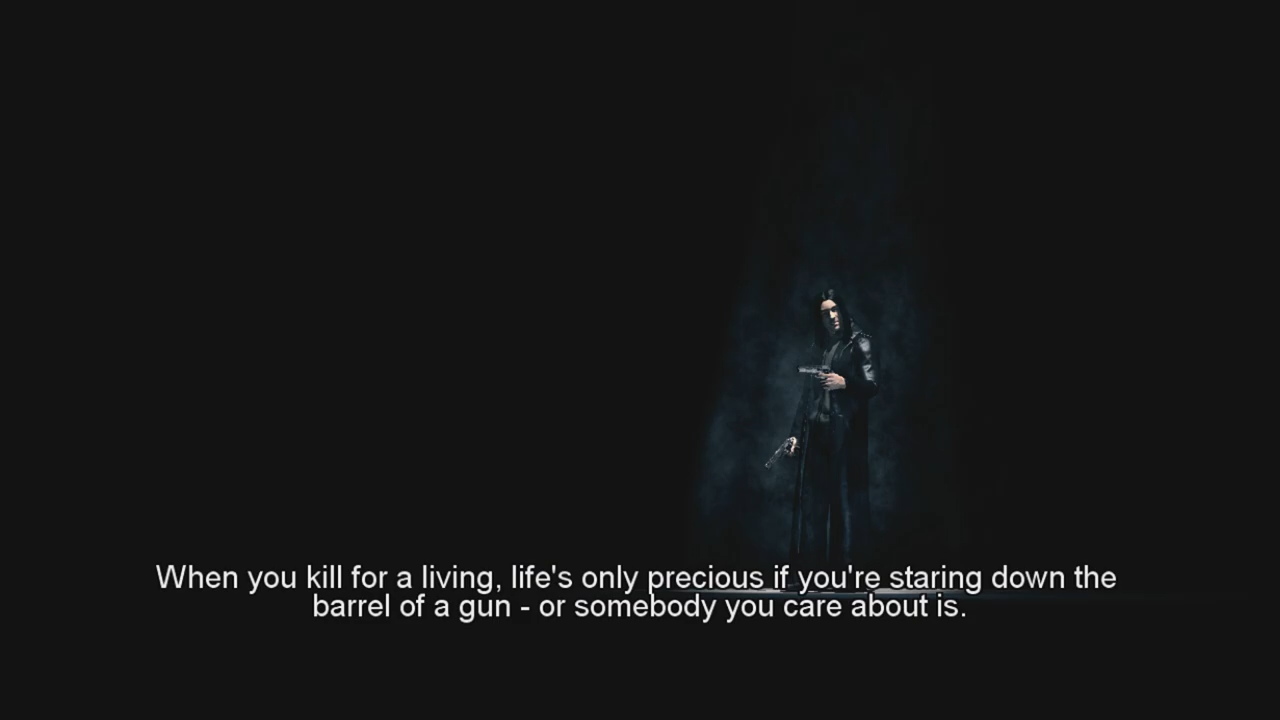 When you kill for a living, life's only precious if you're staring down the
barrel of a gun - or somebody you care about is.